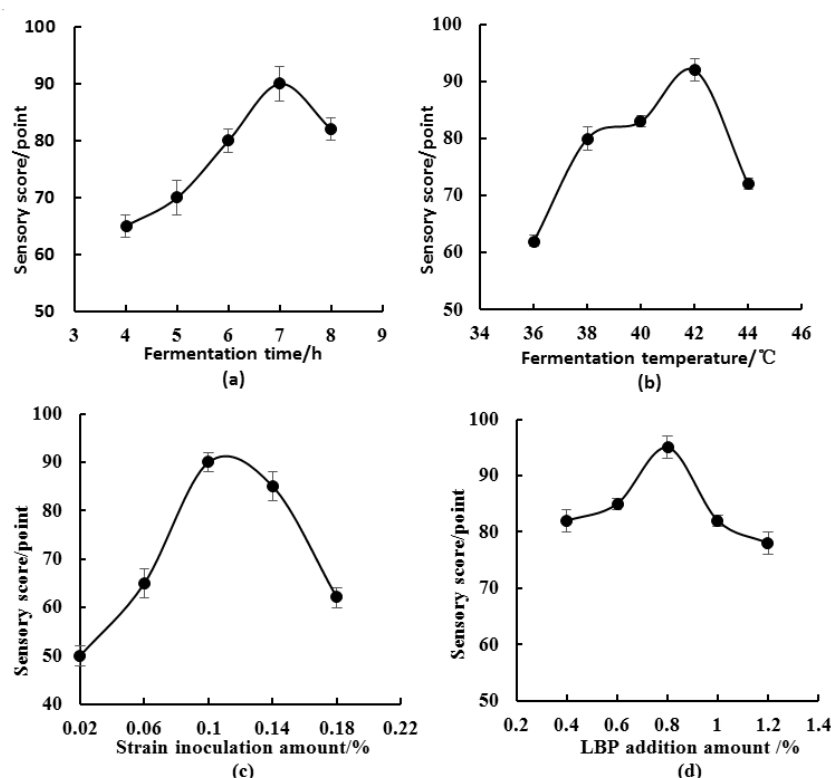 100
90
80
70
60
50
Sensory score/point
3 4 5 6 7 8 9
Fermentation time/h
(a)
100
90
80
70
60
50
Sensory score/point
34 36 38 40 42 44 46
Fermentation temperature/℃
(b)
100
90
80
70
60
50
40
Sensory score/point
0.02 0.06 0.1 0.14 0.18 0.22
Strain inoculation amount/%
(c)
100
90
80
70
60
50
Sensory score/point
0.2 0.4 0.6 0.8 1 1.2 1.4
LBP addition amount /%
(d)